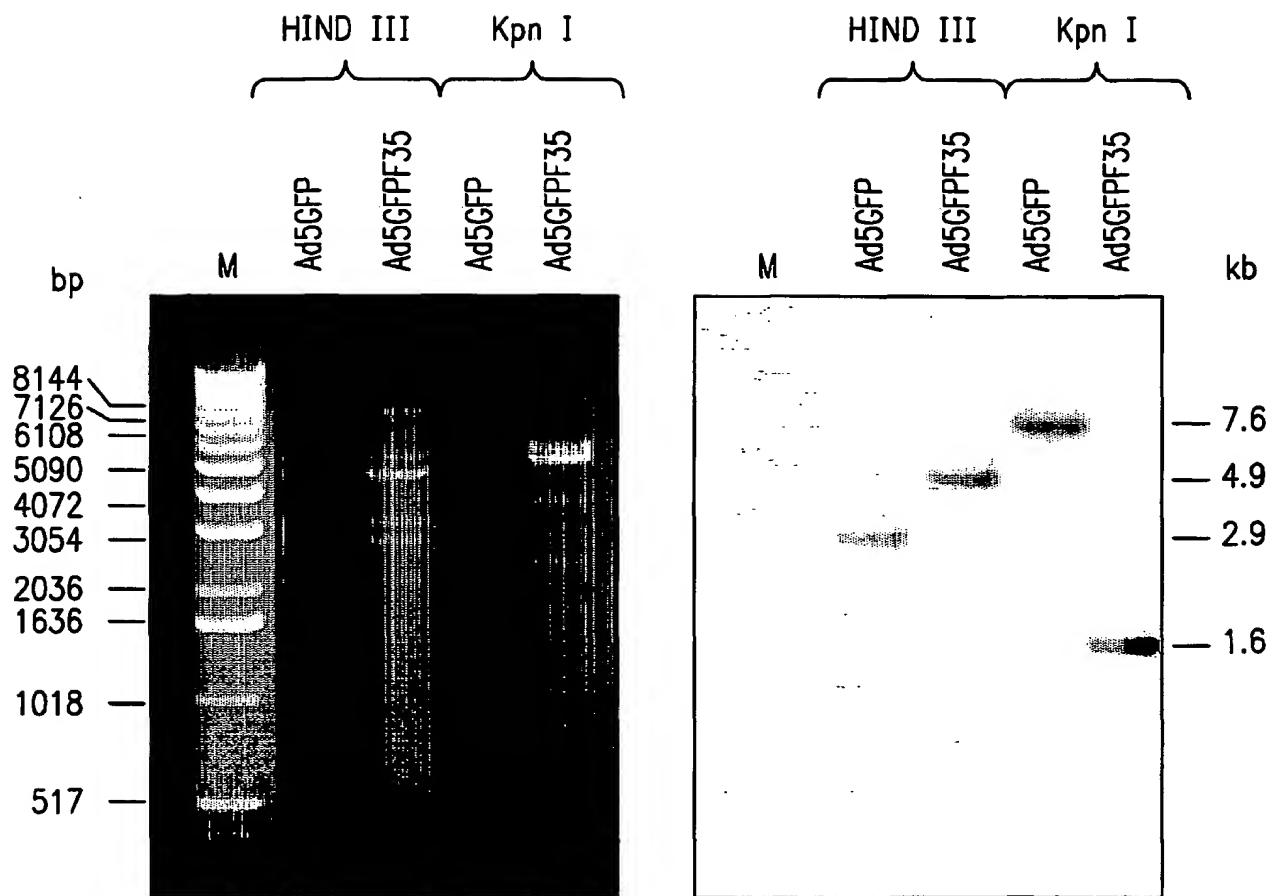 HIND III
Kpn I
HIND III
Kpn I
Ad5GFP
Ad5GFPF35
Ad5GFP
Ad5GFPF35
Ad5GFP
Ad5GFPF35
Ad5GFP
Ad5GFPF35
bp
M
M
kb
8144
7126
6108
5090
4072
3054
2036
1636
1018
517
7.6
4.9
2.9
1.6